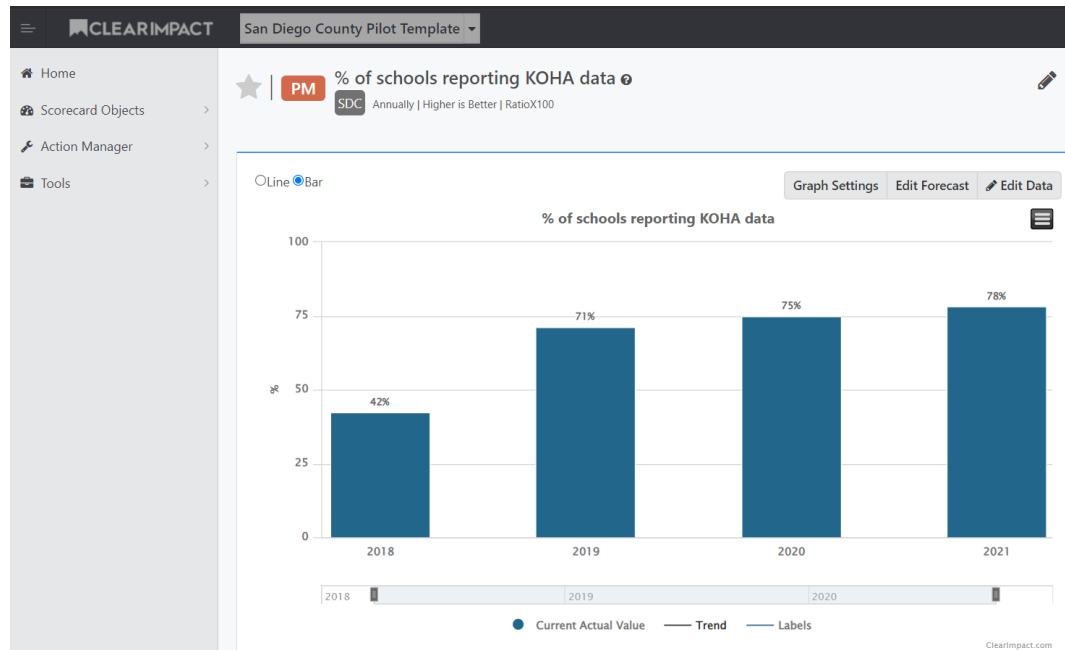 CLEARIMPACT
San Diego County Pilot Template
Home
Scorecard Objects
Action Manager
Tools
PM
% of schools reporting KOHA data
SDC Annually | Higher is Better | RatioX100
Line Bar
Graph Settings Edit Forecast Edit Data
% of schools reporting KOHA data
100
75
50
25
0
%
42%
71%
75%
78%
2018 2019 2020 2021
2018 2019 2020
Current Actual Value Trend Labels
ClearImpact.com